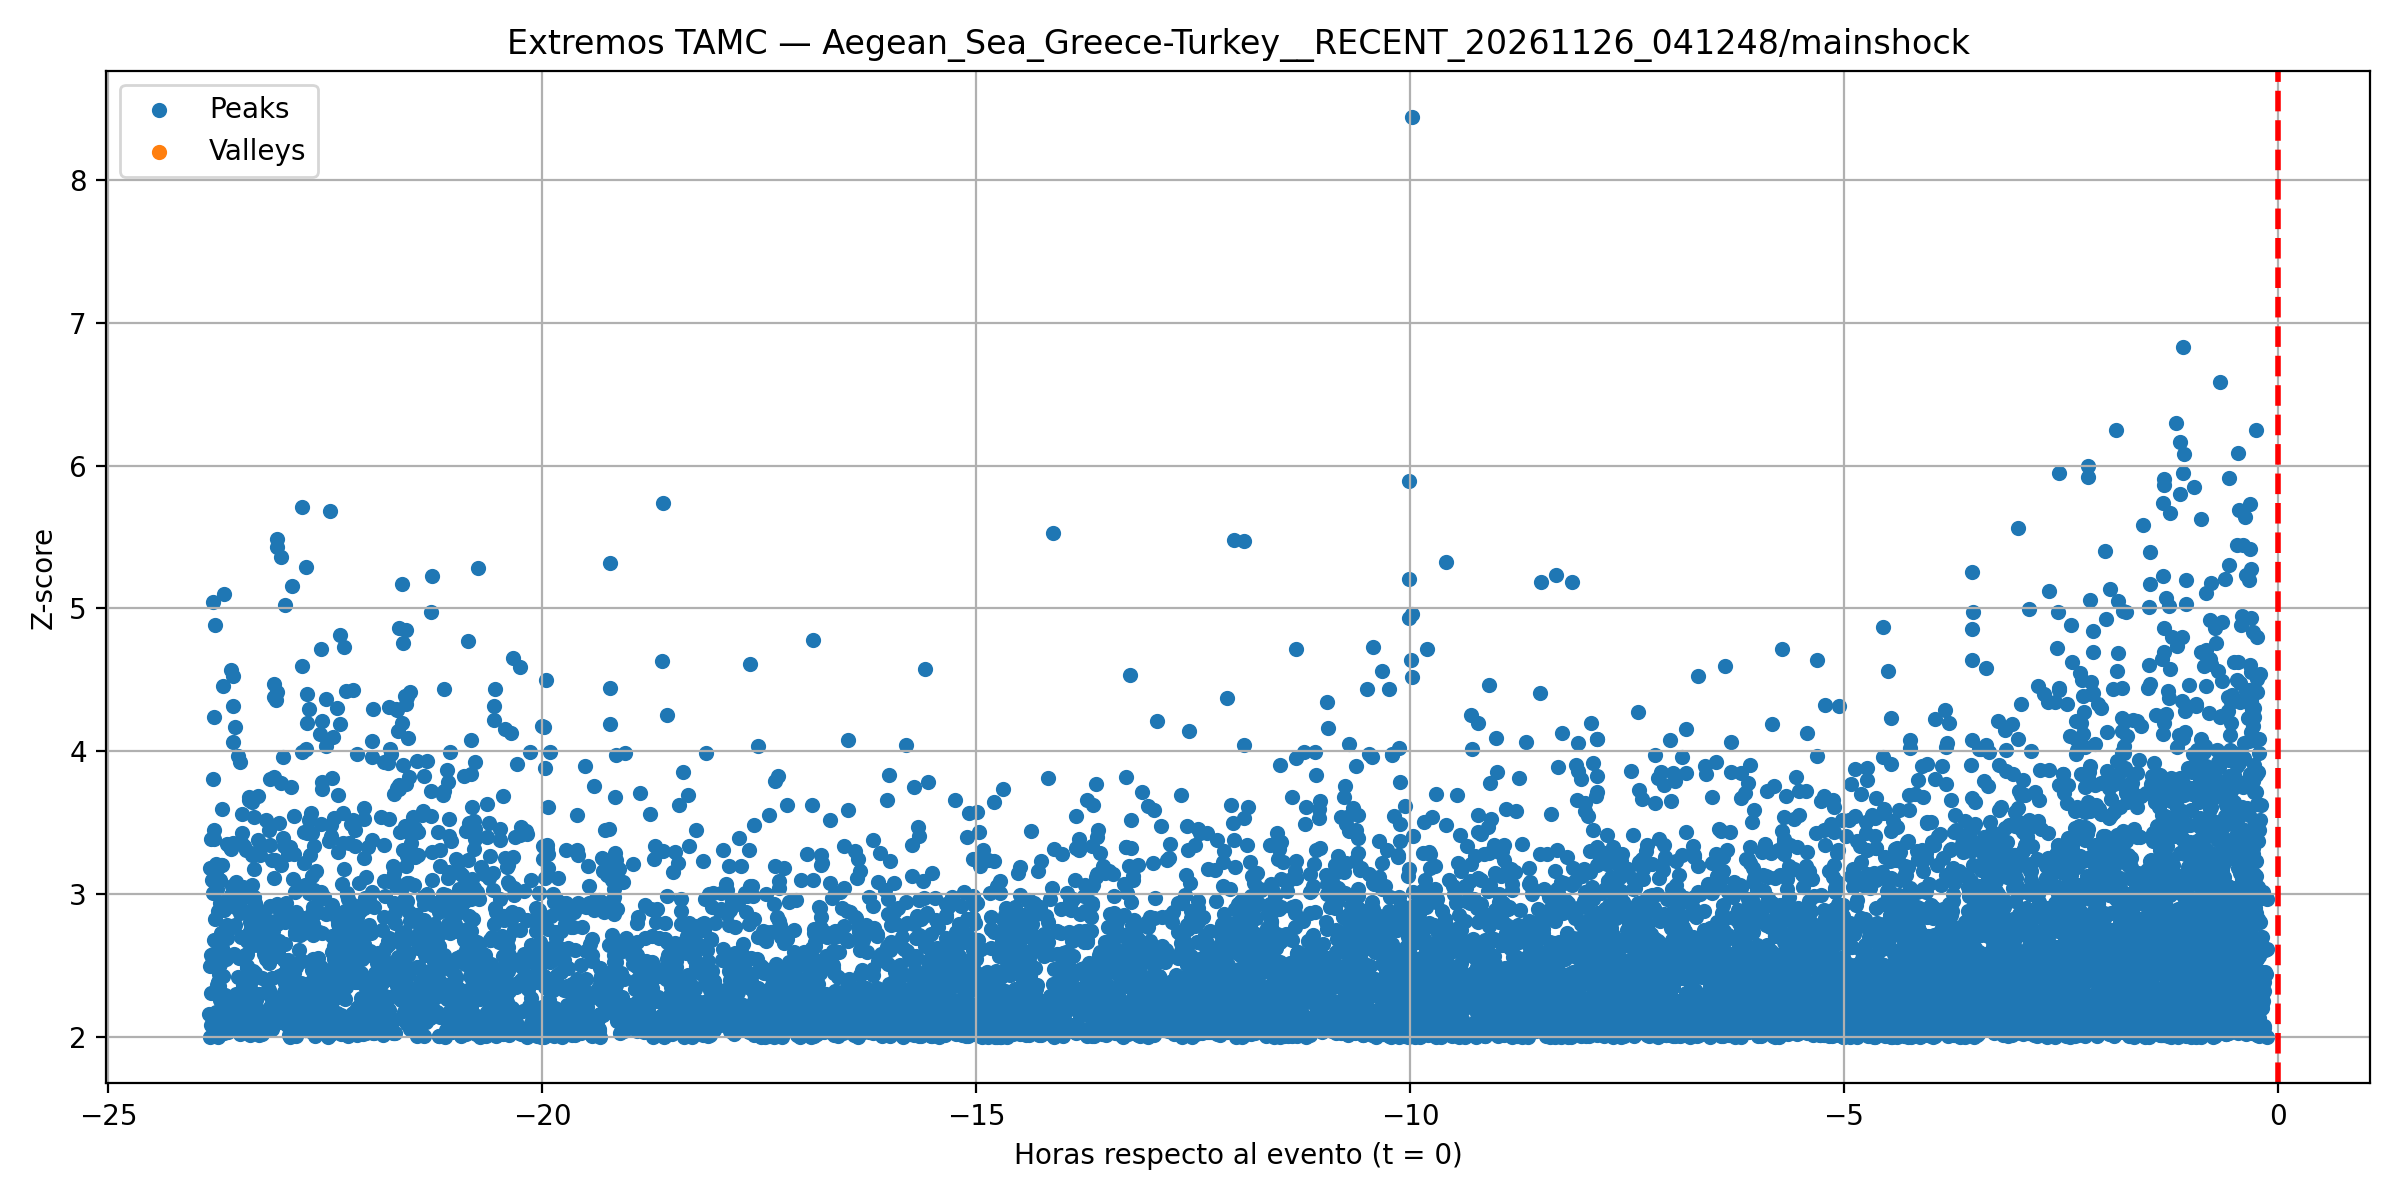 Extremos TAMC — Aegean_Sea_Greece-Turkey__RECENT_20261126_041248/mainshock
Peaks
Valleys
8
7
6
5
4
3
2
Z-score
−25
−20
−15
−10
−5
0
Horas respecto al evento (t = 0)